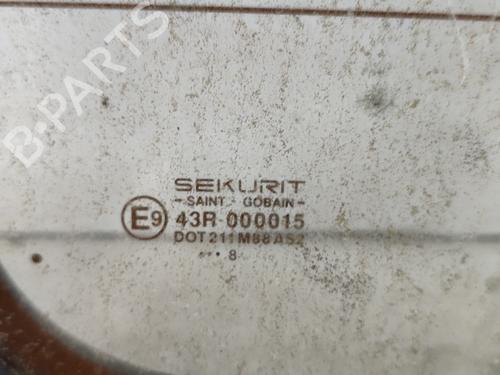 B-PARTS
SEKURIT
- SAINT - GOBAIN -
E9 43R-000015
DOT 211 M88 AS2
••• 8